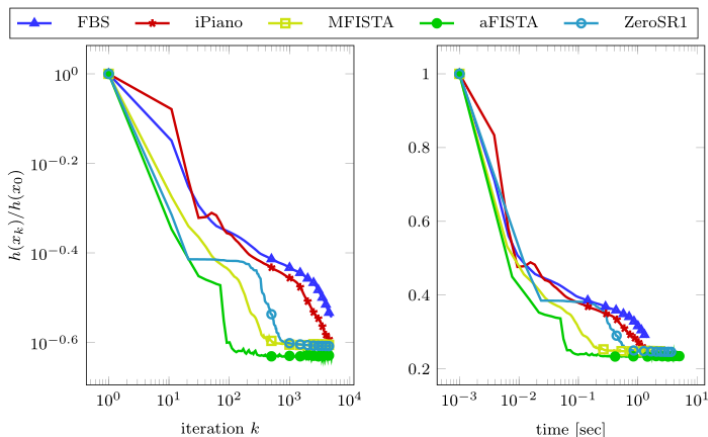 FBS iPiano MFISTA aFISTA ZeroSR1
h(x_k)/h(x_0)
10^0
10^−0.2
10^−0.4
10^−0.6
10^0 10^1 10^2 10^3 10^4
iteration k
1
0.8
0.6
0.4
0.2
10^−3 10^−2 10^−1 10^0 10^1
time [sec]